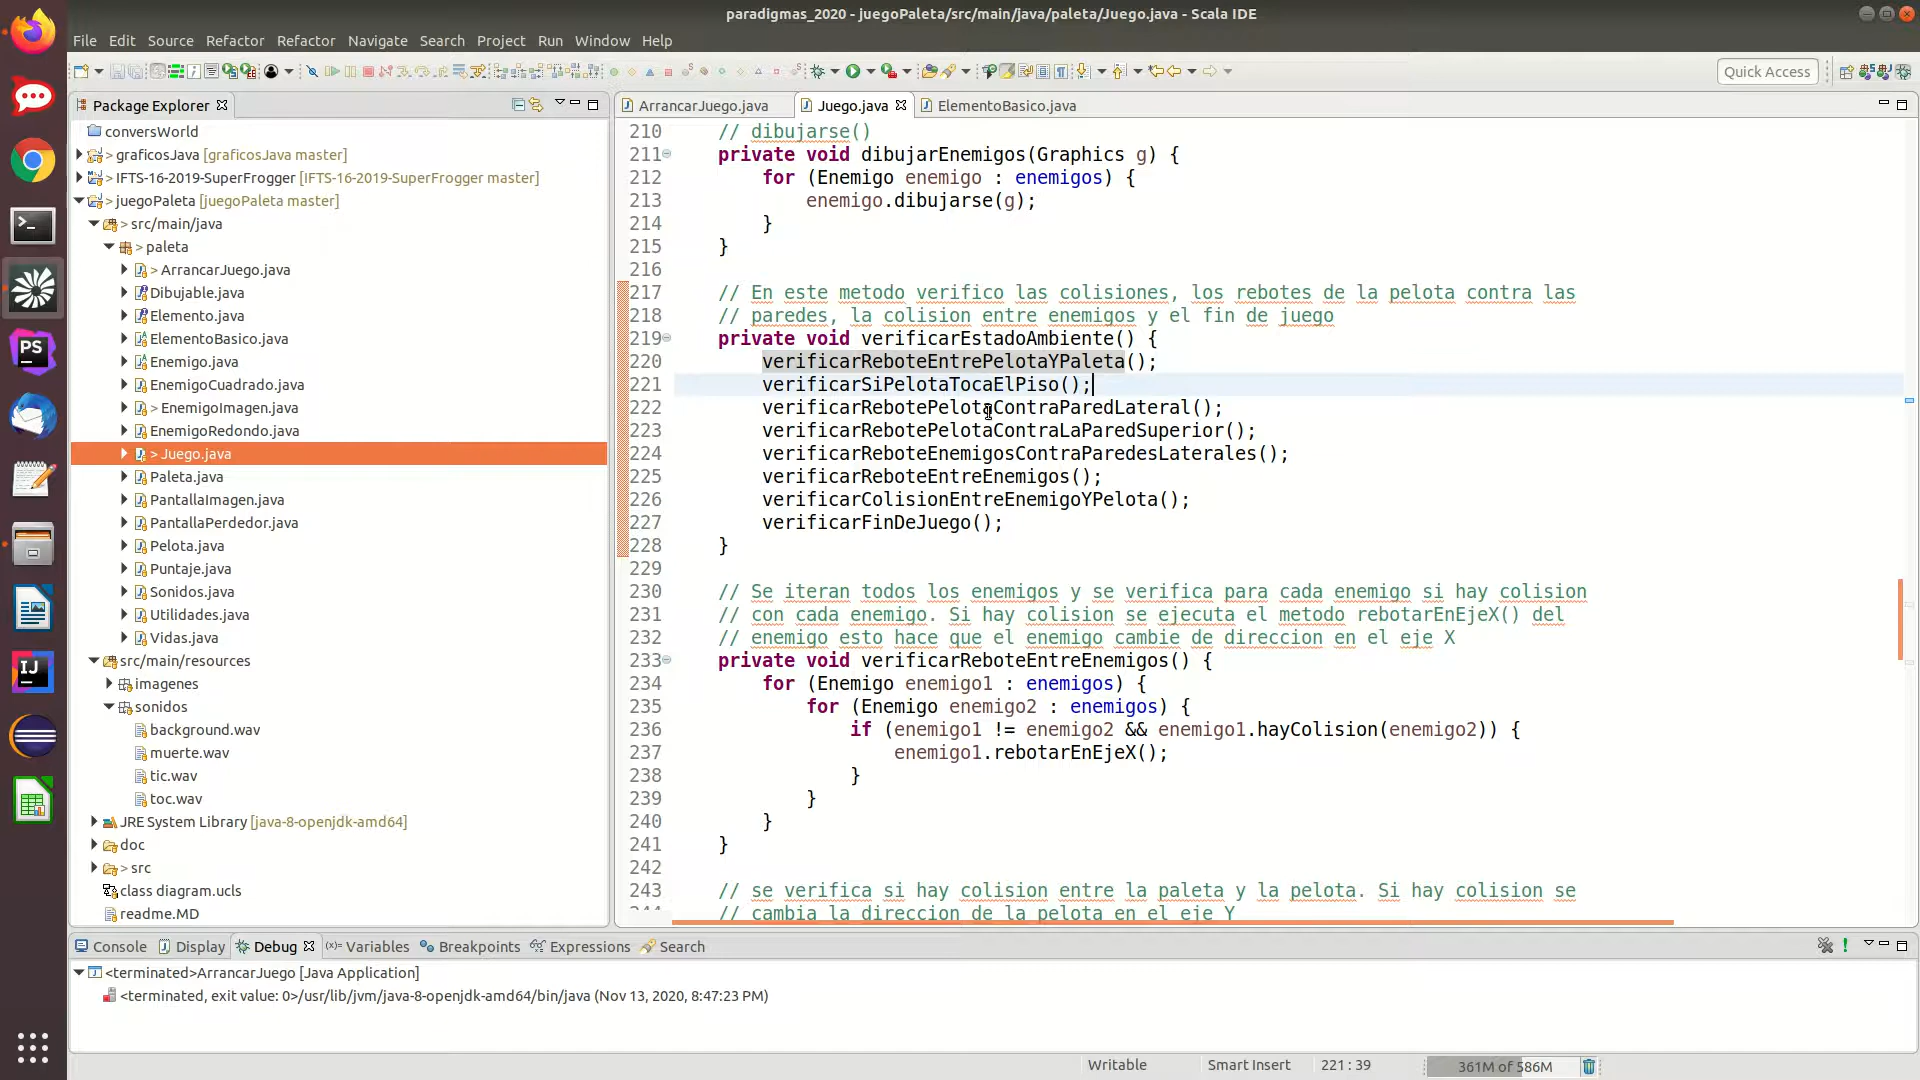 paradigmas_2020 - juegoPaleta/src/main/java/paleta/Juego.java - Scala IDE
File Edit Source Refactor Refactor Navigate Search Project Run Window Help
Quick Access
Package Explorer
conversWorld
> graficosJava [graficosJava master]
> IFTS-16-2019-SuperFrogger [IFTS-16-2019-SuperFrogger master]
> juegoPaleta [juegoPaleta master]
> src/main/java
> paleta
> ArrancarJuego.java
Dibujable.java
Elemento.java
ElementoBasico.java
Enemigo.java
EnemigoCuadrado.java
> EnemigoImagen.java
EnemigoRedondo.java
> Juego.java
Paleta.java
PantallaImagen.java
PantallaPerdedor.java
Pelota.java
Puntaje.java
Sonidos.java
Utilidades.java
Vidas.java
src/main/resources
imagenes
sonidos
background.wav
muerte.wav
tic.wav
toc.wav
JRE System Library [java-8-openjdk-amd64]
doc
> src
class diagram.ucls
readme.MD
ArrancarJuego.java Juego.java ElementoBasico.java
210 // dibujarse()
211 private void dibujarEnemigos(Graphics g) {
212 for (Enemigo enemigo : enemigos) {
213 enemigo.dibujarse(g);
214 }
215 }
216
217 // En este metodo verifico las colisiones, los rebotes de la pelota contra las
218 // paredes, la colision entre enemigos y el fin de juego
219 private void verificarEstadoAmbiente() {
220 verificarReboteEntrePelotaYPaleta();
221 verificarSiPelotaTocaElPiso();
222 verificarRebotePelotaContraParedLateral();
223 verificarRebotePelotaContraLaParedSuperior();
224 verificarReboteEnemigosContraParedesLaterales();
225 verificarReboteEntreEnemigos();
226 verificarColisionEntreEnemigoYPelota();
227 verificarFinDeJuego();
228 }
229
230 // Se iteran todos los enemigos y se verifica para cada enemigo si hay colision
231 // con cada enemigo. Si hay colision se ejecuta el metodo rebotarEnEjeX() del
232 // enemigo esto hace que el enemigo cambie de direccion en el eje X
233 private void verificarReboteEntreEnemigos() {
234 for (Enemigo enemigo1 : enemigos) {
235 for (Enemigo enemigo2 : enemigos) {
236 if (enemigo1 != enemigo2 && enemigo1.hayColision(enemigo2)) {
237 enemigo1.rebotarEnEjeX();
238 }
239 }
240 }
241 }
242
243 // se verifica si hay colision entre la paleta y la pelota. Si hay colision se
244 // cambia la direccion de la pelota en el eje Y
Console Display Debug Variables Breakpoints Expressions Search
<terminated>ArrancarJuego [Java Application]
<terminated, exit value: 0>/usr/lib/jvm/java-8-openjdk-amd64/bin/java (Nov 13, 2020, 8:47:23 PM)
Writable Smart Insert 221 : 39 361M of 586M
PS
IJ